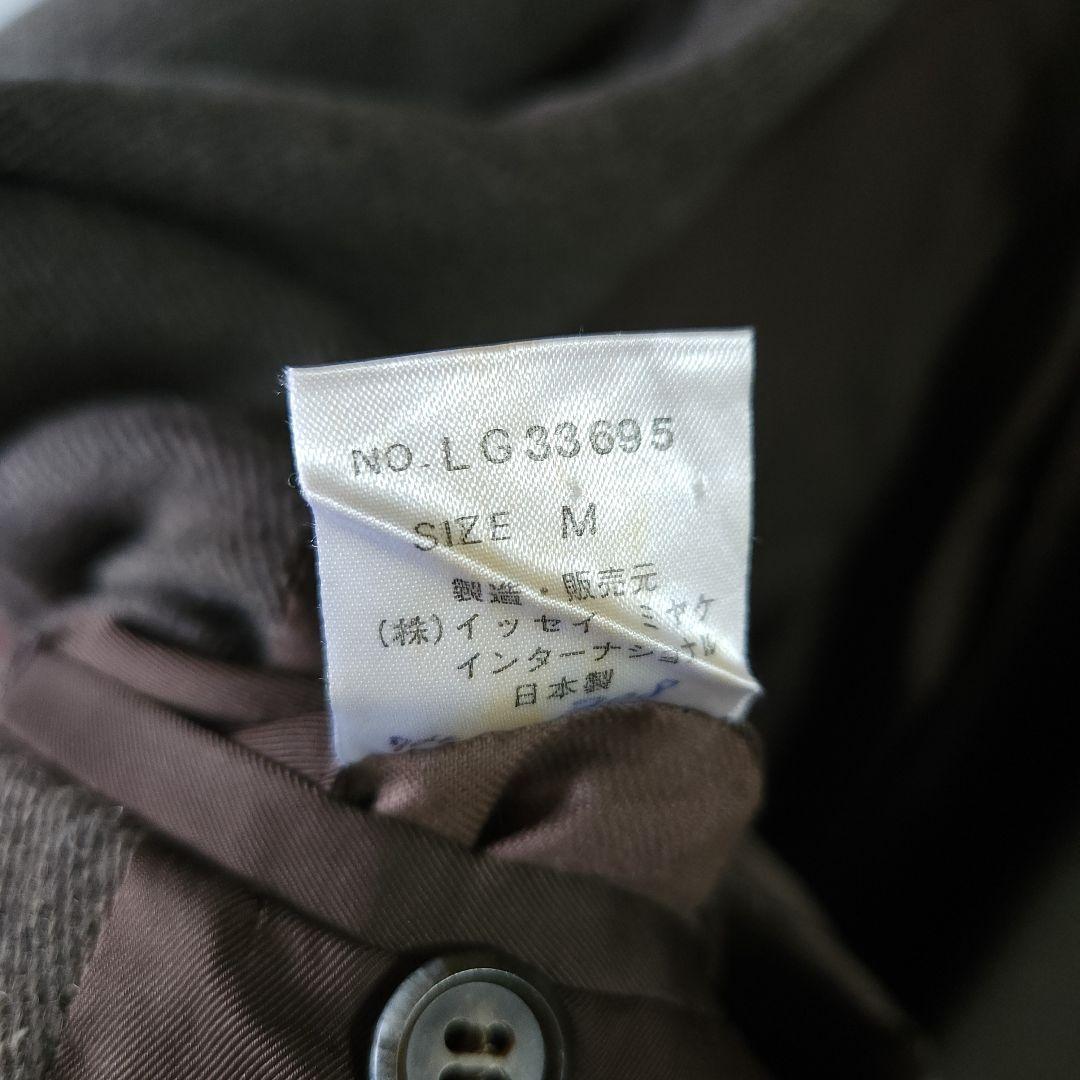 NO. LG33695
SIZE M
製造・販売元
(株)イッセイ ミヤケ
インターナショナル
日本製